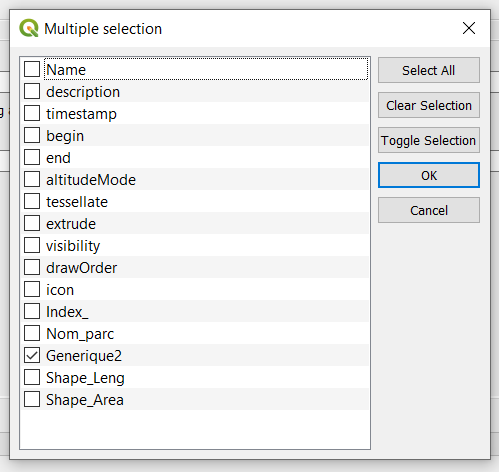 Multiple selection
Name
description
timestamp
begin
end
altitudeMode
tessellate
extrude
visibility
drawOrder
icon
Index_
Nom_parc
Generique2
Shape_Leng
Shape_Area
Select All
Clear Selection
Toggle Selection
OK
Cancel